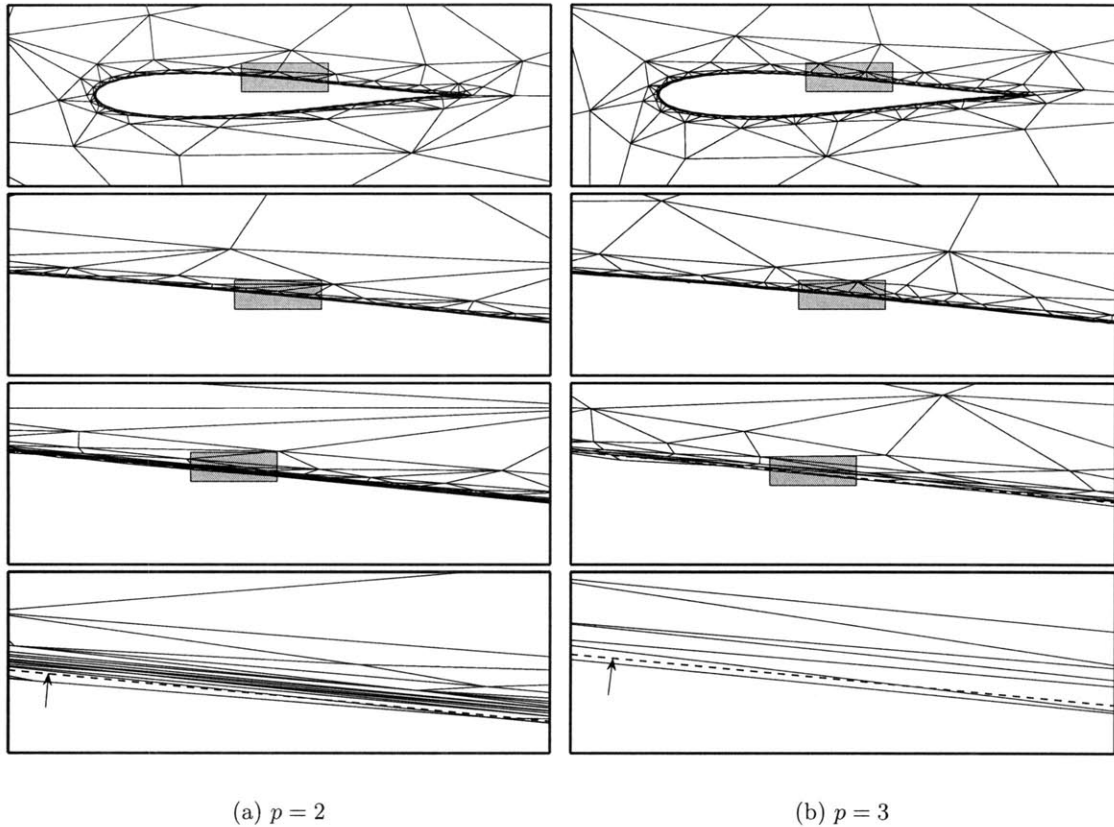 (a) p = 2
(b) p = 3